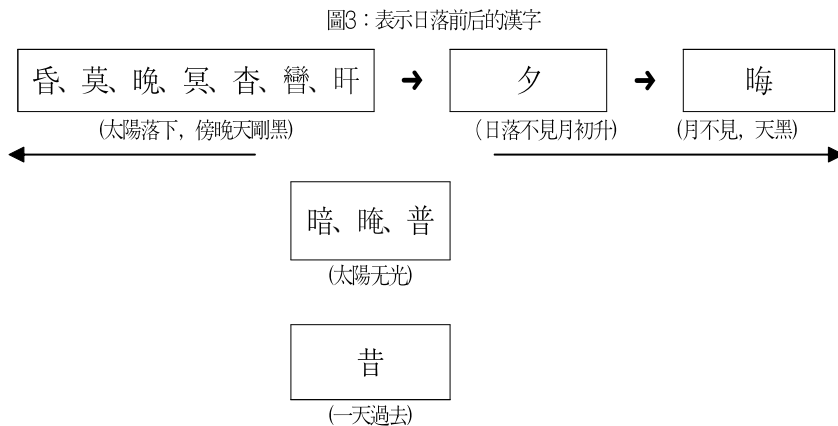 圖3：表示日落前后的漢字
昏、莫、晚、冥、杳、㬫、旰 → 夕 → 晦
(太陽落下, 傍晚天剛黑) (日落不見月初升) (月不見, 天黑)
暗、晻、普
(太陽无光)
昔
(一天過去)